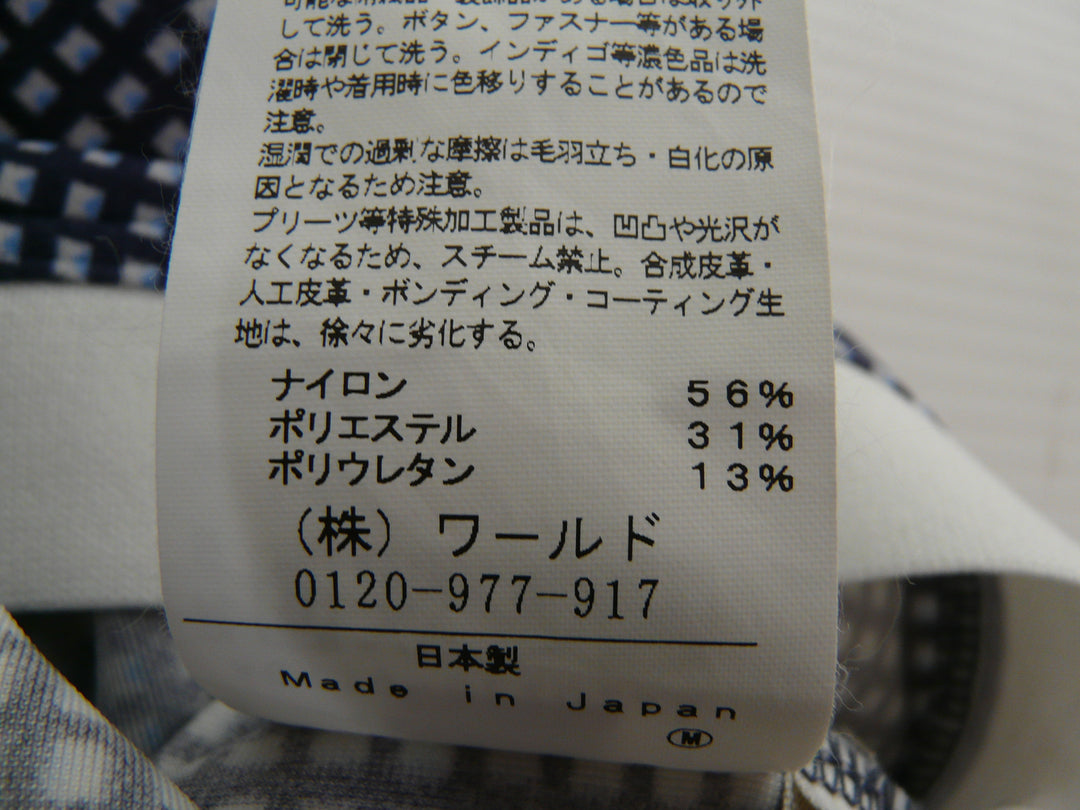 して洗う。ボタン、ファスナー等がある場
合は閉じて洗う。インディゴ等濃色品は洗
濯時や着用時に色移りすることがあるので
注意。
湿潤での過剰な摩擦は毛羽立ち・白化の原
因となるため注意。
プリーツ等特殊加工製品は、凹凸や光沢が
なくなるため、スチーム禁止。合成皮革・
人工皮革・ボンディング・コーティング生
地は、徐々に劣化する。
ナイロン 56%
ポリエステル 31%
ポリウレタン 13%
(株) ワールド
0120-977-917
日本製
Made in Japan
M